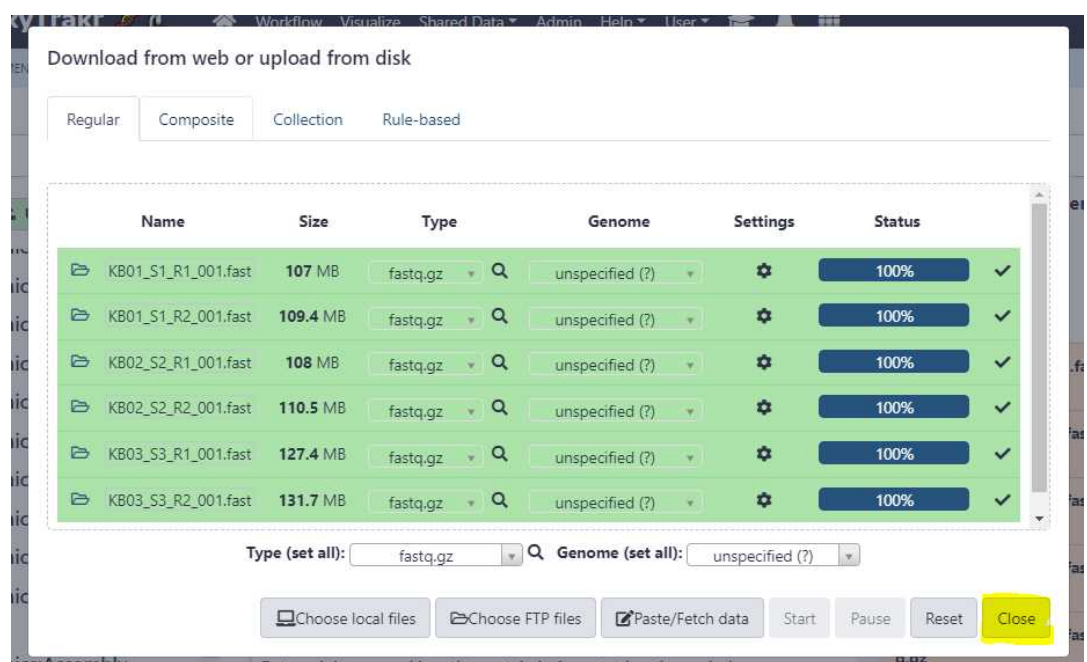 Workflow Visualize Shared Data Admin Help User
Download from web or upload from disk
Regular Composite Collection Rule-based
Name Size Type Genome Settings Status
KB01_S1_R1_001.fast 107 MB fastq.gz unspecified (?) 100%
KB01_S1_R2_001.fast 109.4 MB fastq.gz unspecified (?) 100%
KB02_S2_R1_001.fast 108 MB fastq.gz unspecified (?) 100%
KB02_S2_R2_001.fast 110.5 MB fastq.gz unspecified (?) 100%
KB03_S3_R1_001.fast 127.4 MB fastq.gz unspecified (?) 100%
KB03_S3_R2_001.fast 131.7 MB fastq.gz unspecified (?) 100%
Type (set all): fastq.gz Genome (set all): unspecified (?)
Choose local files Choose FTP files Paste/Fetch data Start Pause Reset Close